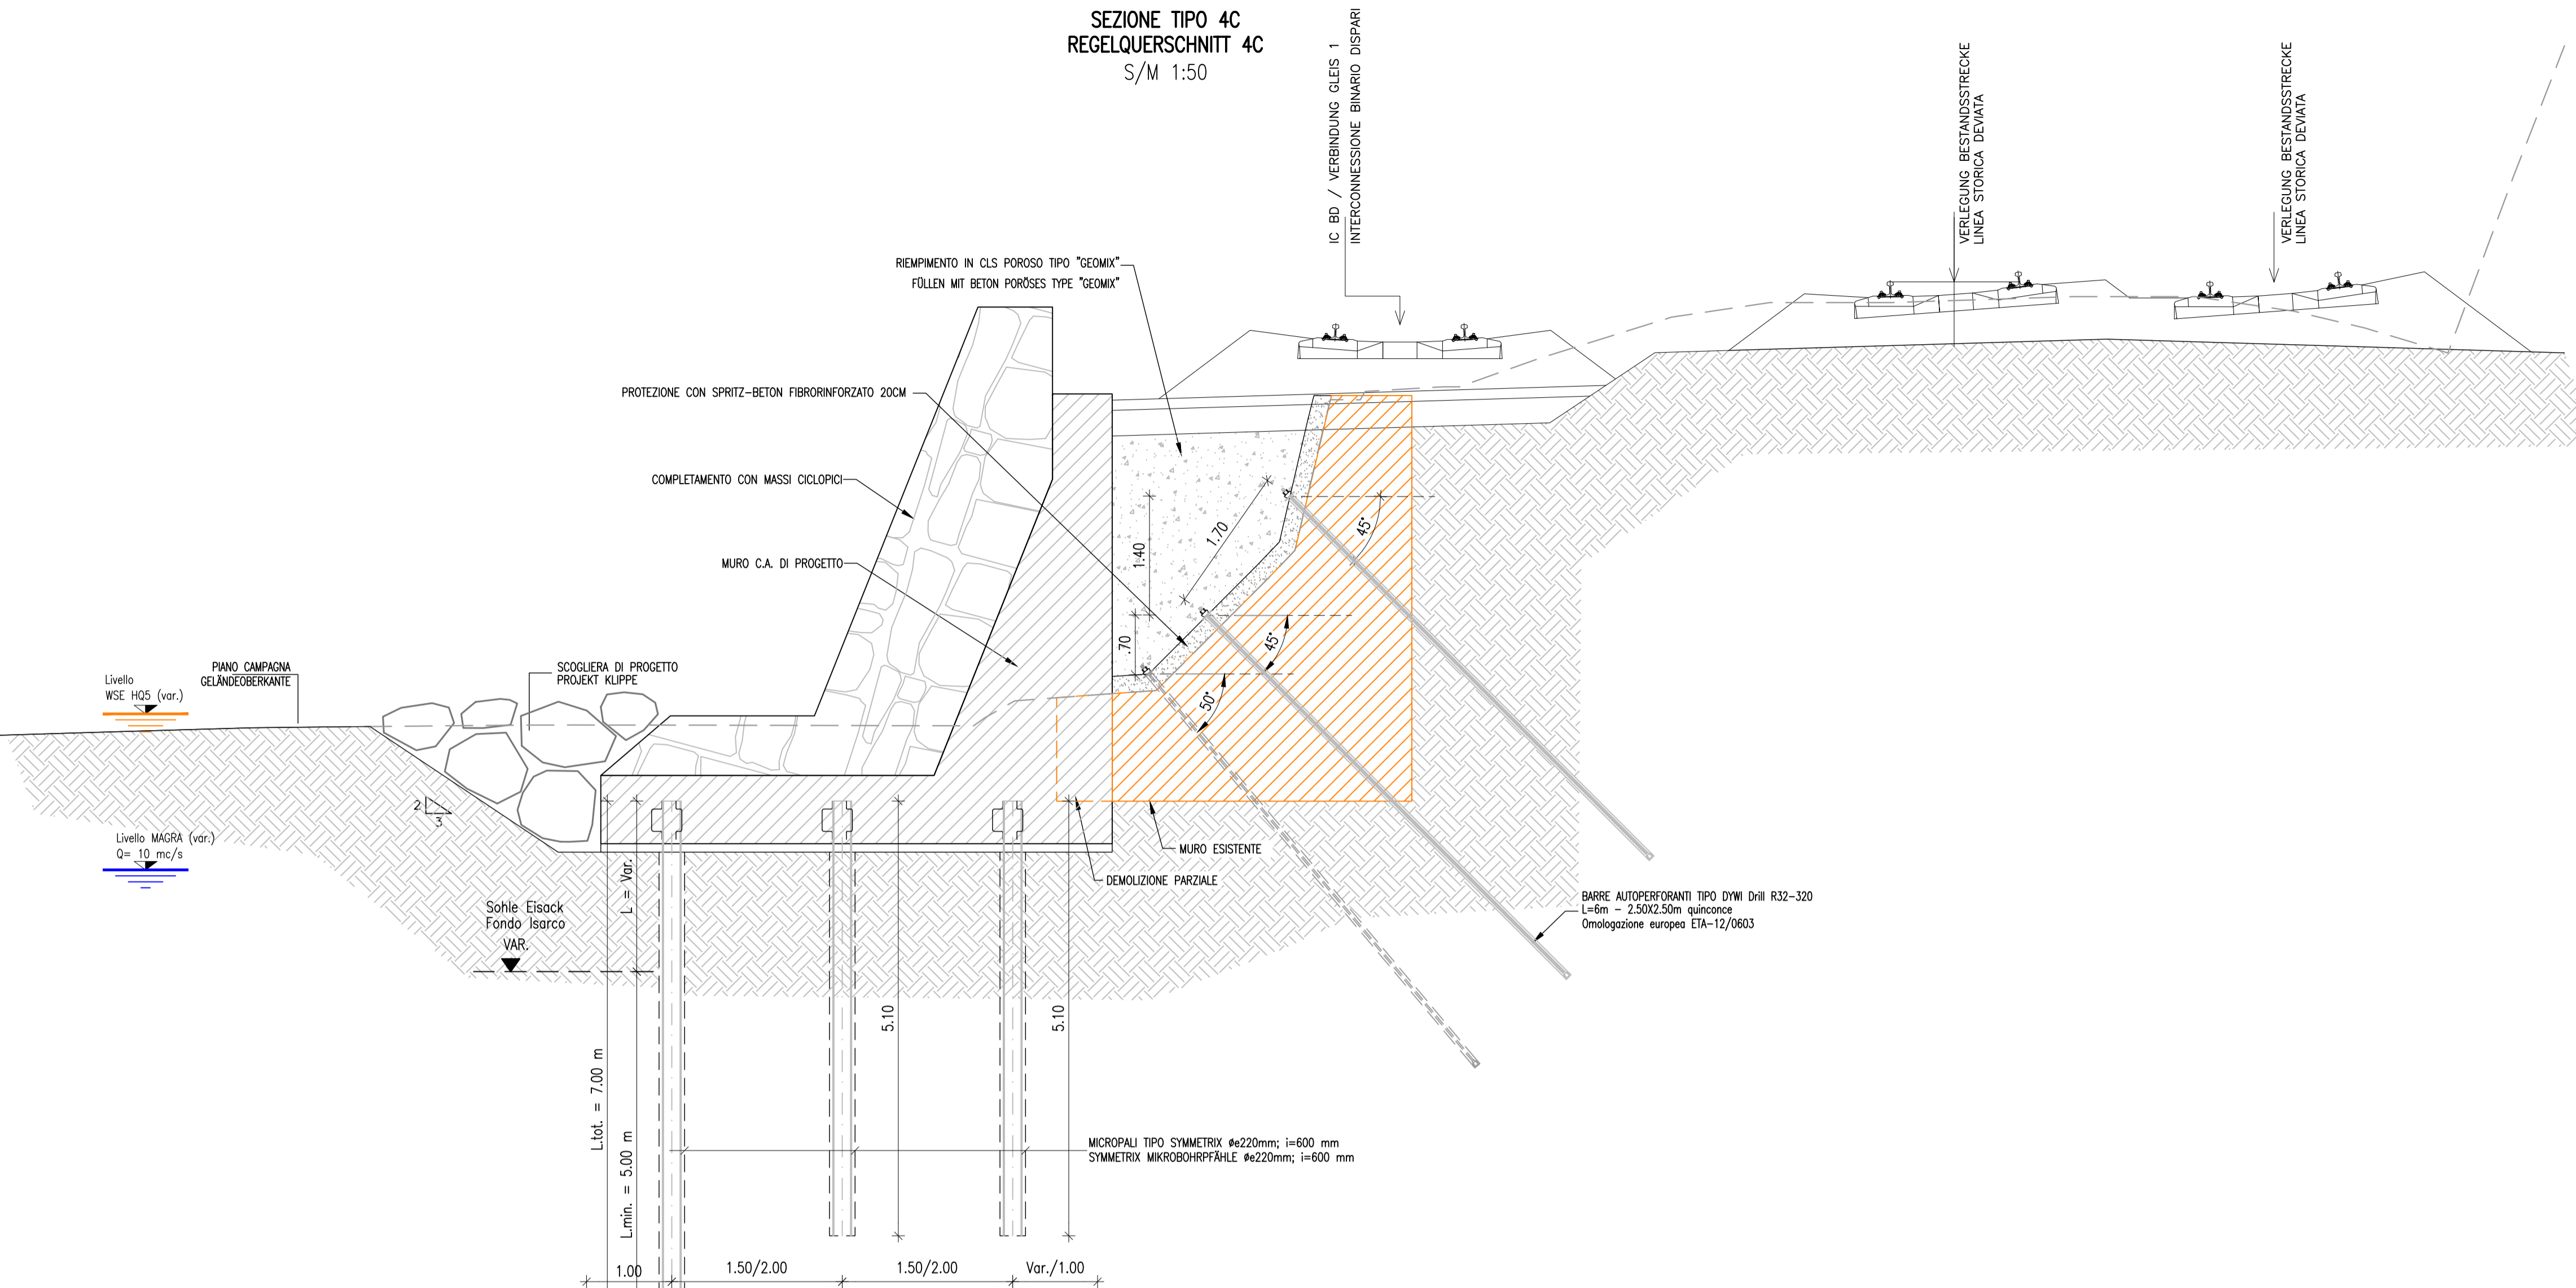 SEZIONE TIPO 4C
REGELQUERSCHNITT 4C
S/M 1:50
IC BD / VERBINDUNG GLEIS 1
INTERCONNESSIONE BINARIO DISPARI
VERLEGUNG BESTANDSSTRECKE
LINEA STORICA DEVIATA
VERLEGUNG BESTANDSSTRECKE
LINEA STORICA DEVIATA
RIEMPIMENTO IN CLS POROSO TIPO "GEOMIX"
FÜLLEN MIT BETON PORÖSES TYPE "GEOMIX"
PROTEZIONE CON SPRITZ-BETON FIBRORINFORZATO 20CM
COMPLETAMENTO CON MASSI CICLOPICI
MURO C.A. DI PROGETTO
1.40
1.70
45°
.70
45°
50°
PIANO CAMPAGNA
GELÄNDEOBERKANTE
SCOGLIERA DI PROGETTO
PROJEKT KLIPPE
Livello
WSE HQ5 (var.)
2
3
Livello MAGRA (var.)
Q= 10 mc/s
MURO ESISTENTE
DEMOLIZIONE PARZIALE
L = Var.
Sohle Eisack
Fondo Isarco
VAR.
BARRE AUTOPERFORANTI TIPO DYWI Drill R32-320
L=6m - 2.50X2.50m quinconce
Omologazione europea ETA-12/0603
5.10
5.10
L.tot. = 7.00 m
L.min. = 5.00 m
MICROPALI TIPO SYMMETRIX øe220mm; i=600 mm
SYMMETRIX MIKROBOHRPFÄHLE øe220mm; i=600 mm
1.00
1.50/2.00
1.50/2.00
Var./1.00